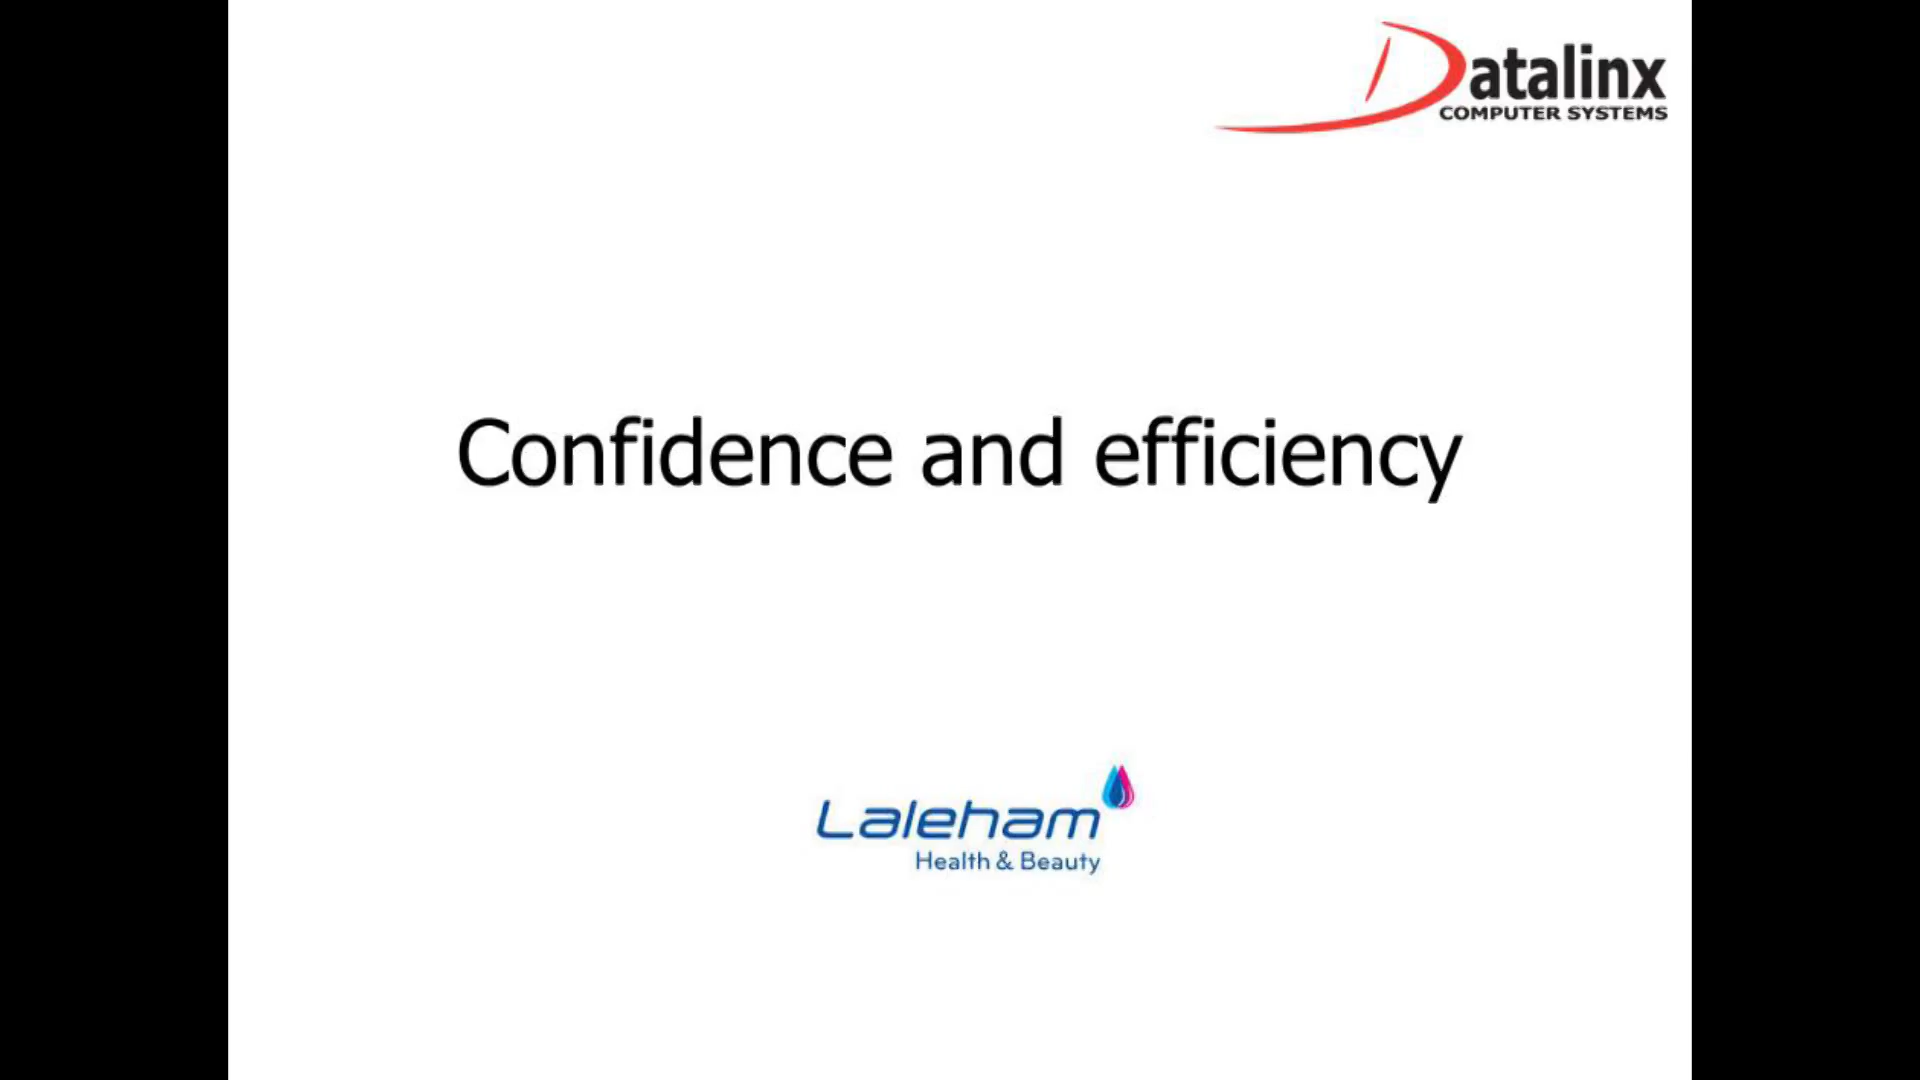 Datalinx
COMPUTER SYSTEMS
Confidence and efficiency
Laleham
Health & Beauty